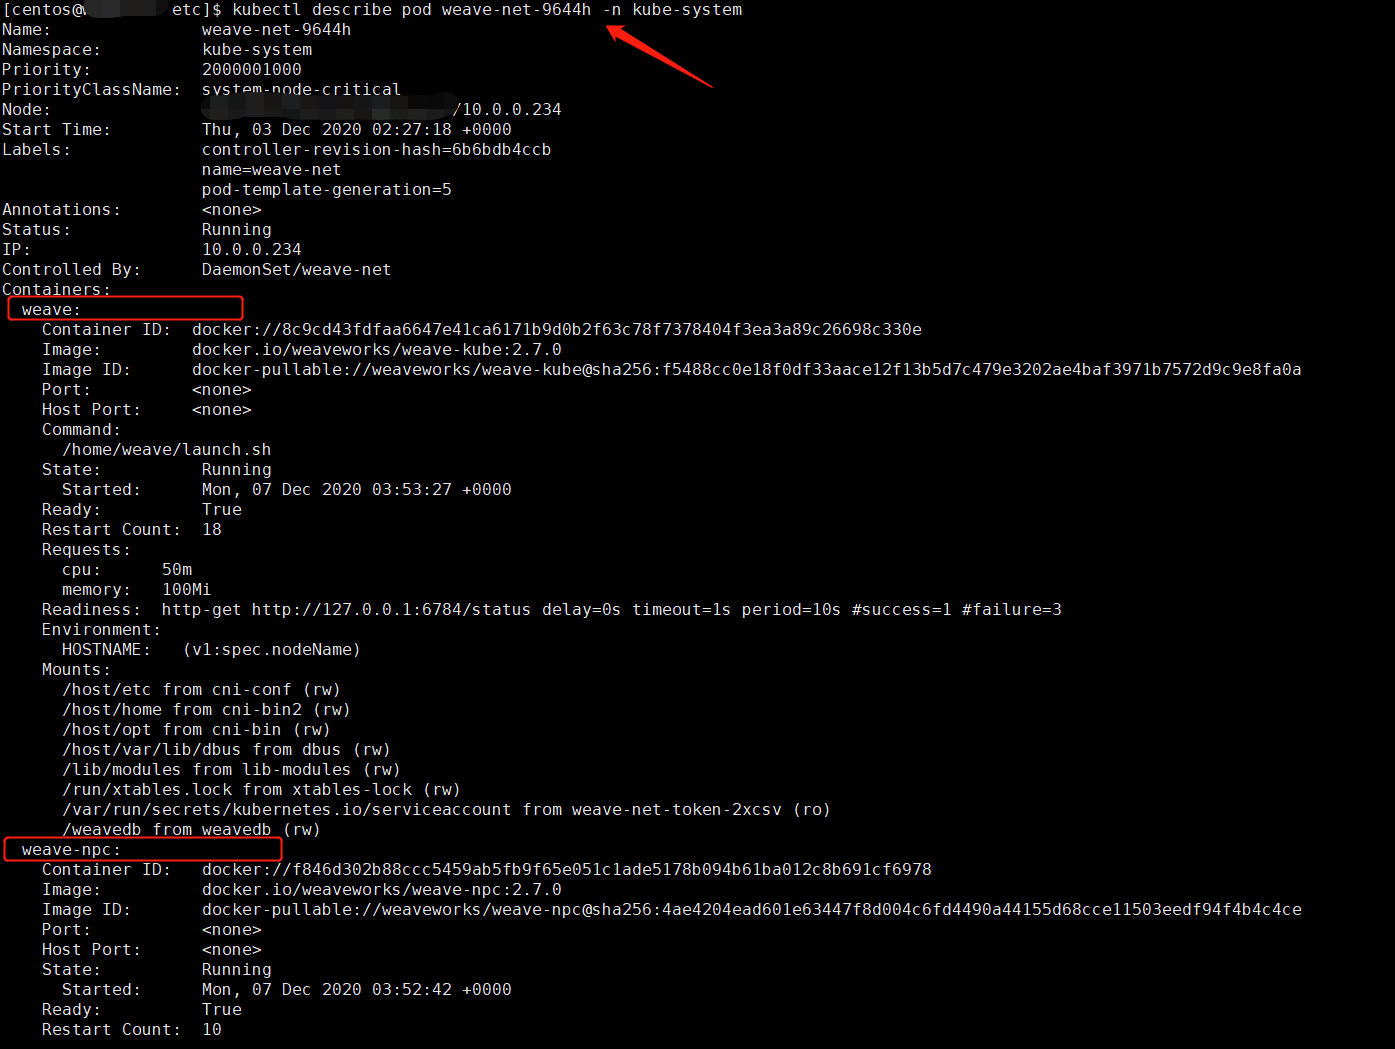 [centos@ etc]$ kubectl describe pod weave-net-9644h -n kube-system
Name:               weave-net-9644h
Namespace:          kube-system
Priority:           2000001000
PriorityClassName:  system-node-critical
Node:               /10.0.0.234
Start Time:         Thu, 03 Dec 2020 02:27:18 +0000
Labels:             controller-revision-hash=6b6bdb4ccb
                    name=weave-net
                    pod-template-generation=5
Annotations:        <none>
Status:             Running
IP:                 10.0.0.234
Controlled By:      DaemonSet/weave-net
Containers:
  weave:
    Container ID:  docker://8c9cd43fdfaa6647e41ca6171b9d0b2f63c78f7378404f3ea3a89c26698c330e
    Image:         docker.io/weaveworks/weave-kube:2.7.0
    Image ID:      docker-pullable://weaveworks/weave-kube@sha256:f5488cc0e18f0df33aace12f13b5d7c479e3202ae4baf3971b7572d9c9e8fa0a
    Port:          <none>
    Host Port:     <none>
    Command:
      /home/weave/launch.sh
    State:          Running
      Started:      Mon, 07 Dec 2020 03:53:27 +0000
    Ready:          True
    Restart Count:  18
    Requests:
      cpu:      50m
      memory:   100Mi
    Readiness:  http-get http://127.0.0.1:6784/status delay=0s timeout=1s period=10s #success=1 #failure=3
    Environment:
      HOSTNAME:   (v1:spec.nodeName)
    Mounts:
      /host/etc from cni-conf (rw)
      /host/home from cni-bin2 (rw)
      /host/opt from cni-bin (rw)
      /host/var/lib/dbus from dbus (rw)
      /lib/modules from lib-modules (rw)
      /run/xtables.lock from xtables-lock (rw)
      /var/run/secrets/kubernetes.io/serviceaccount from weave-net-token-2xcsv (ro)
      /weavedb from weavedb (rw)
  weave-npc:
    Container ID:   docker://f846d302b88ccc5459ab5fb9f65e051c1ade5178b094b61ba012c8b691cf6978
    Image:          docker.io/weaveworks/weave-npc:2.7.0
    Image ID:       docker-pullable://weaveworks/weave-npc@sha256:4ae4204ead601e63447f8d004c6fd4490a44155d68cce11503eedf94f4b4c4ce
    Port:           <none>
    Host Port:      <none>
    State:          Running
      Started:      Mon, 07 Dec 2020 03:52:42 +0000
    Ready:          True
    Restart Count:  10